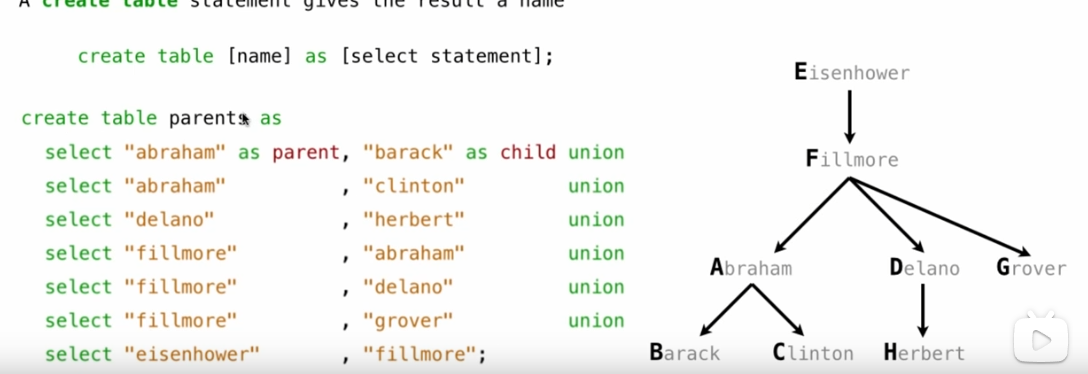 A create table statement gives the result a name
create table [name] as [select statement];
create table parents as
select "abraham" as parent, "barack" as child union
select "abraham" , "clinton" union
select "delano" , "herbert" union
select "fillmore" , "abraham" union
select "fillmore" , "delano" union
select "fillmore" , "grover" union
select "eisenhower" , "fillmore";
Eisenhower
Fillmore
Abraham Delano Grover
Barack Clinton Herbert